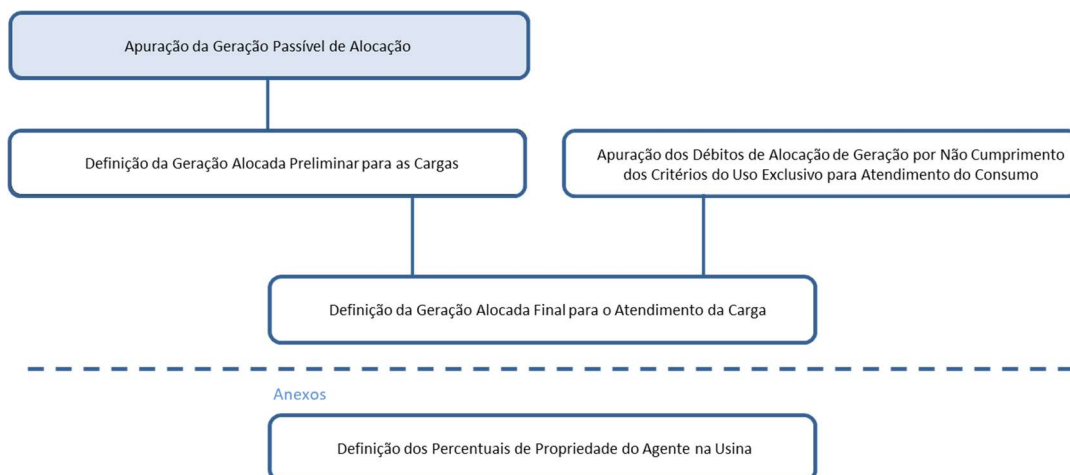 Apuração da Geração Passível de Alocação
Definição da Geração Alocada Preliminar para as Cargas
Apuração dos Débitos de Alocação de Geração por Não Cumprimento
dos Critérios do Uso Exclusivo para Atendimento do Consumo
Definição da Geração Alocada Final para o Atendimento da Carga
Anexos
Definição dos Percentuais de Propriedade do Agente na Usina